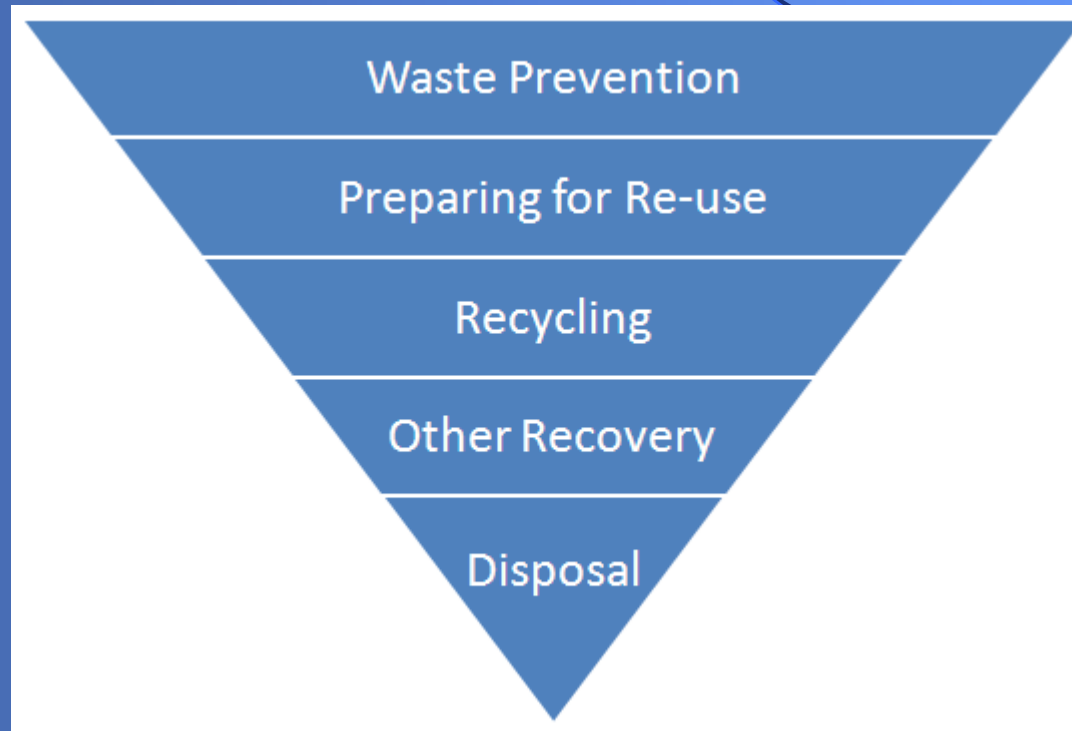 Waste Prevention
Preparing for Re-use
Recycling
Other Recovery
Disposal